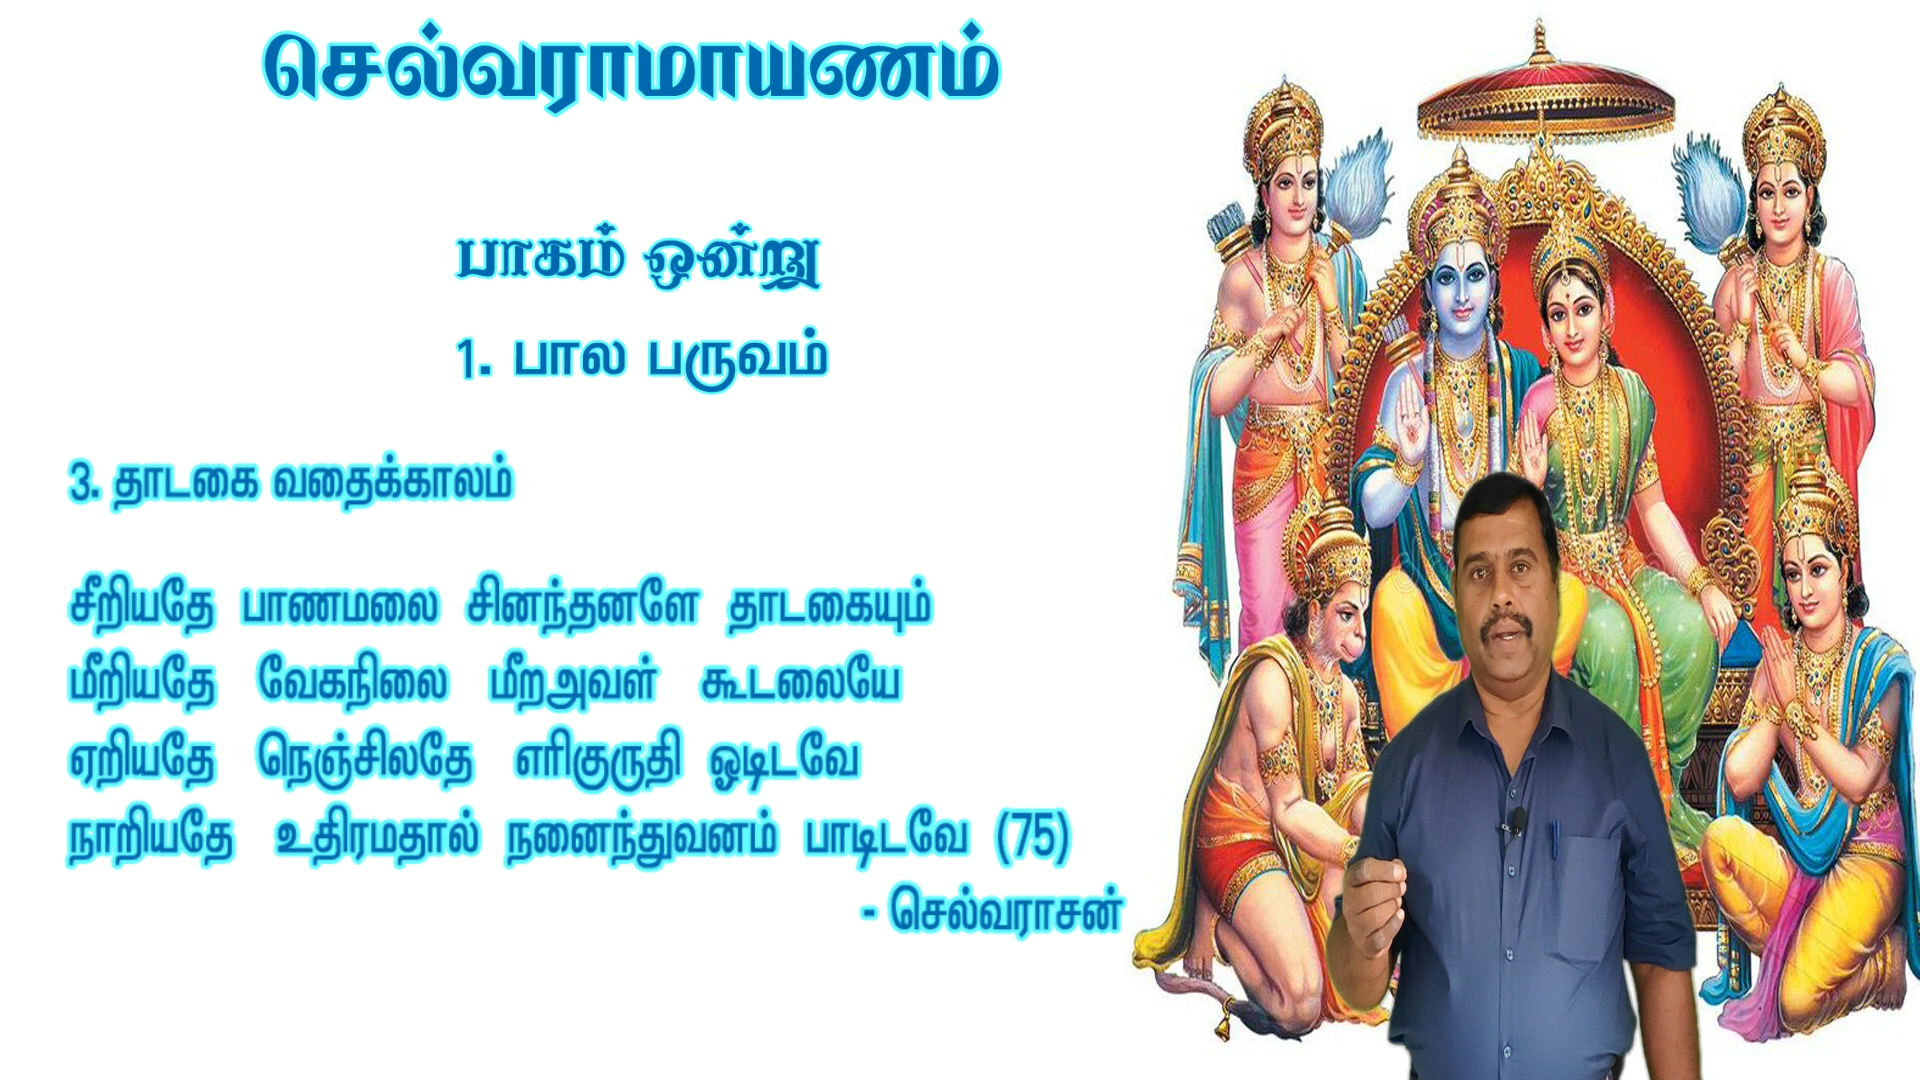 செல்வராமாயணம்
பாகம் ஒன்று
1. பால பருவம்
3. தாடகை வதைக்காலம்
சீறியதே பாணமலை சினந்தனளே தாடகையும்
மீறியதே வேகநிலை மீறஅவள் கூடலையே
ஏறியதே நெஞ்சிலதே எரிகுருதி ஓடிடவே
நாறியதே உதிரமதால் நனைந்துவனம் பாடிடவே (75)
- செல்வராசன்